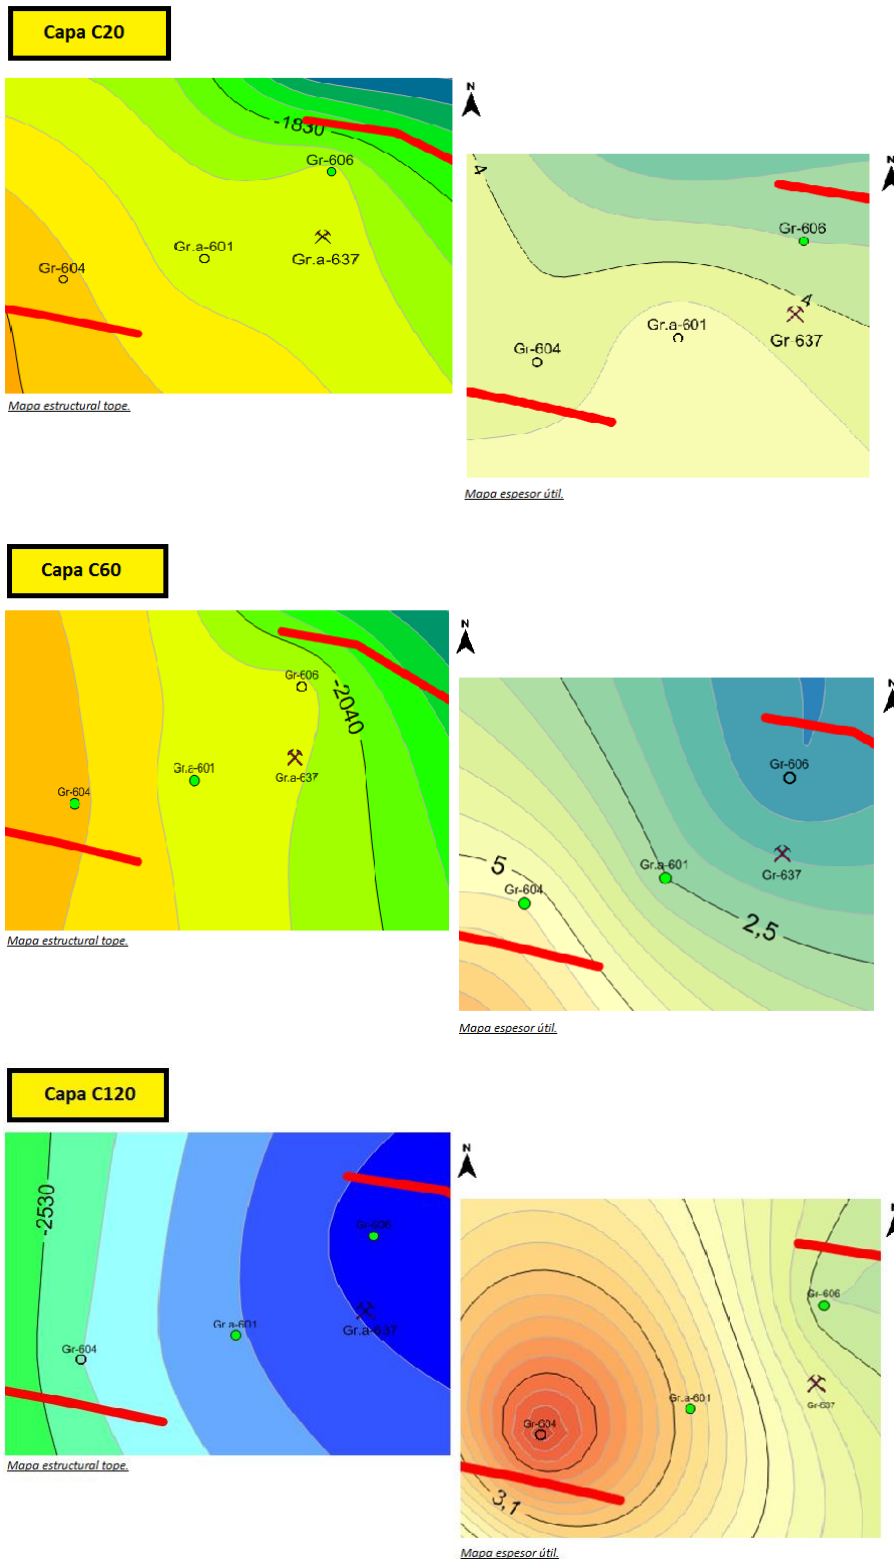 Capa C20
N
-1830
Gr-606
Gr.a-601
Gr.a-637
Gr-604
Mapa estructural tope.
N
4
Gr-606
4
Gr.a-601
Gr-637
Gr-604
Mapa espesor útil.
Capa C60
N
Gr-606
-2040
Gr.a-601
Gr.a-637
Gr-604
Mapa estructural tope.
N
Gr-606
5
Gr.a-601
Gr-637
Gr-604
2,5
Mapa espesor útil.
Capa C120
N
-2530
Gr-606
Gr.a-601
Gr.a-637
Gr-604
Mapa estructural tope.
N
Gr-606
Gr.a-601
Gr-637
Gr-604
3,1
Mapa espesor útil.